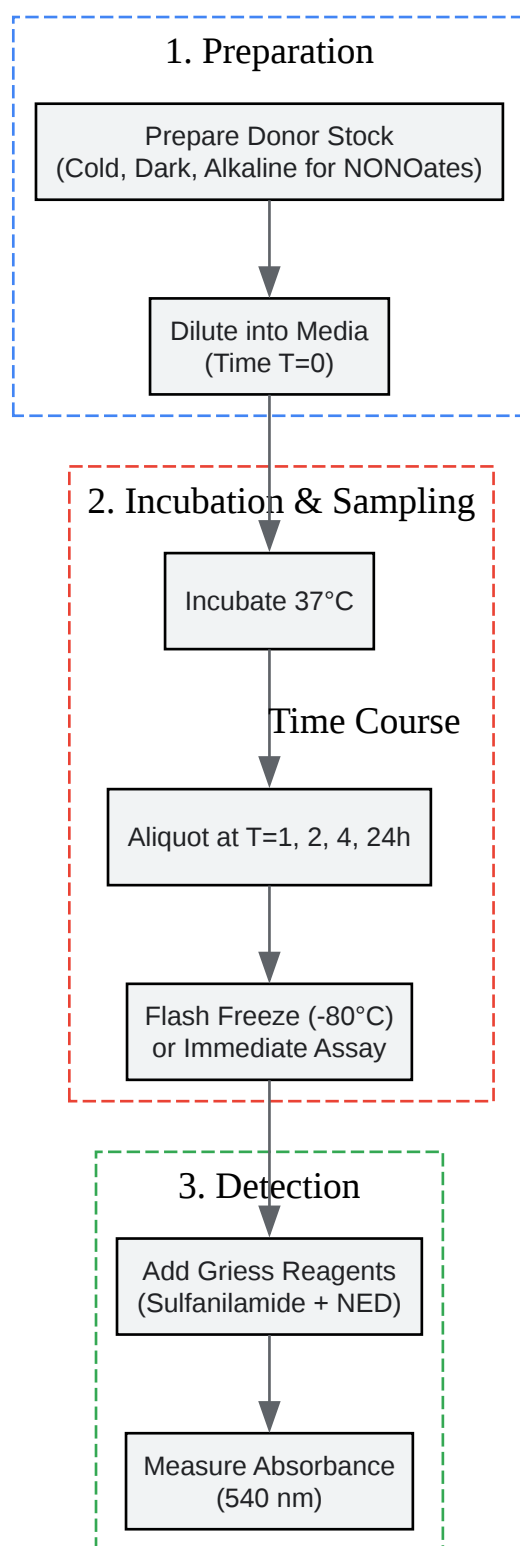 1. Preparation
Prepare Donor Stock
(Cold, Dark, Alkaline for NONOates)
Dilute into Media
(Time T=0)
2. Incubation & Sampling
Incubate 37°C
Time Course
Aliquot at T=1, 2, 4, 24h
Flash Freeze (-80°C)
or Immediate Assay
3. Detection
Add Griess Reagents
(Sulfanilamide + NED)
Measure Absorbance
(540 nm)